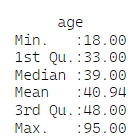 age
Min.   :18.00
1st Qu.:33.00
Median :39.00
Mean   :40.94
3rd Qu.:48.00
Max.   :95.00